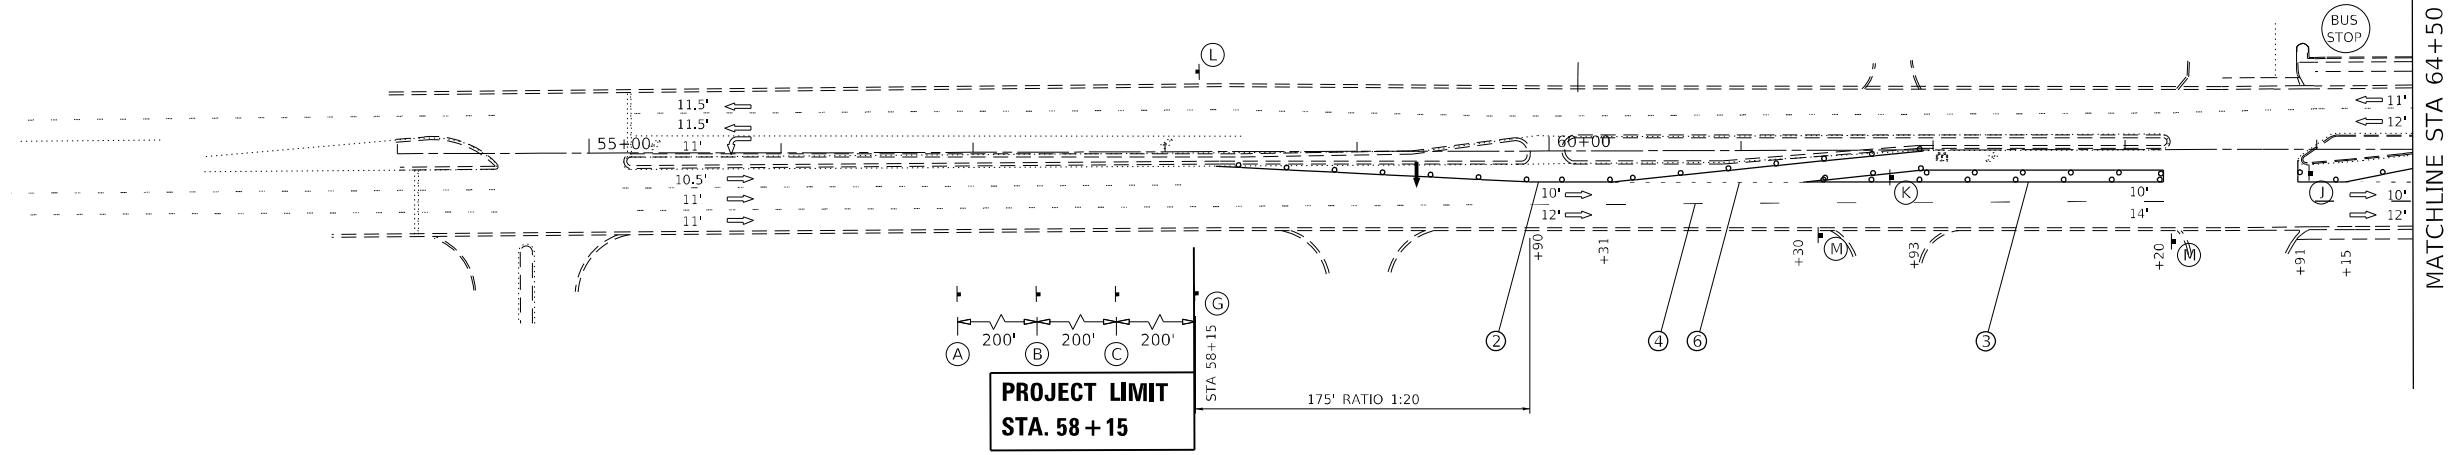 BUS
STOP
MATCHLINE STA 64+50
L
11.5'
11.5'
11'
55+00
60+00
11'
12'
10.5'
11'
11'
10'
12'
K
10'
14'
J
10'
12'
+90
+31
+30
M
+93
+20
M
+91
+15
G
200'
200'
200'
A
B
C
STA 58+15
2
4
6
3
PROJECT LIMIT
STA. 58+15
175' RATIO 1:20